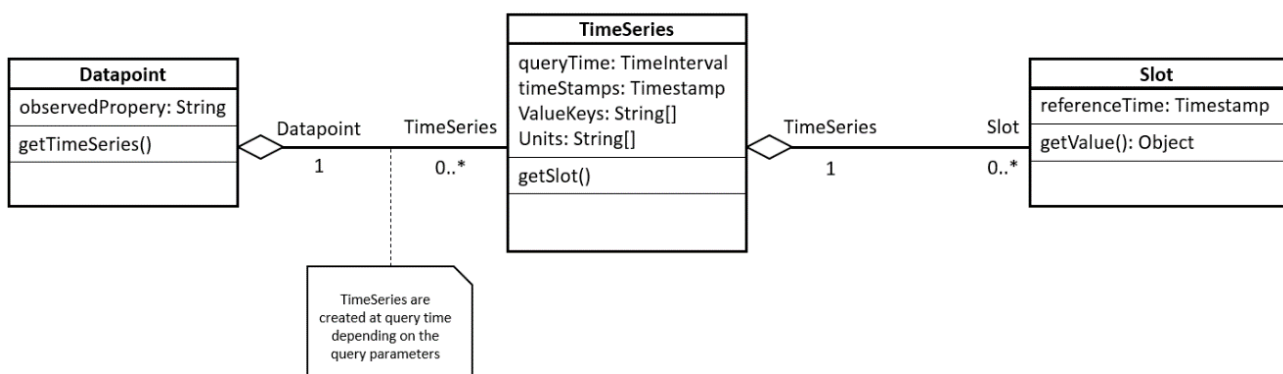 Datapoint
observedPropery: String
getTimeSeries()
Datapoint
1
TimeSeries
0..*
TimeSeries are
created at query time
depending on the
query parameters
TimeSeries
queryTime: TimeInterval
timeStamps: Timestamp
ValueKeys: String[]
Units: String[]
getSlot()
TimeSeries
1
Slot
0..*
Slot
referenceTime: Timestamp
getValue(): Object